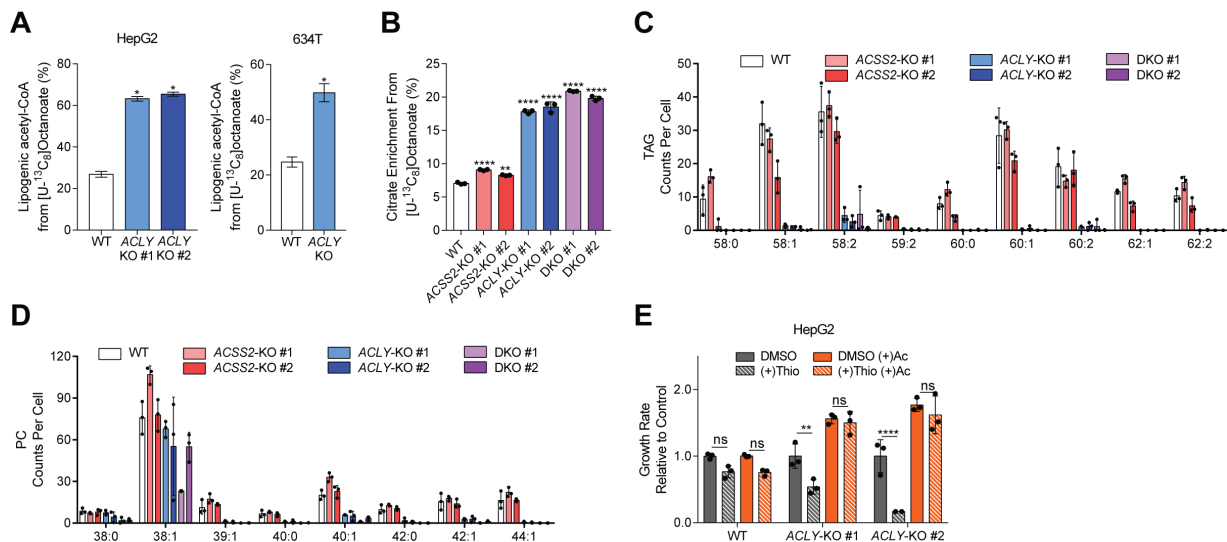 A
HepG2
Lipogenic acetyl-CoA
from [U-¹³C₈]Octanoate (%)
100
80
60
40
20
0
*
*
WT
ACLY
KO #1
ACLY
KO #2
634T
Lipogenic acetyl-CoA
from [U-¹³C₈]octanoate (%)
60
40
20
0
*
WT
ACLY
KO
B
Citrate Enrichment From
[U-¹³C₈]Octanoate (%)
25
20
15
10
5
0
****
**
****
****
****
****
WT
ACSS2-KO #1
ACSS2-KO #2
ACLY-KO #1
ACLY-KO #2
DKO #1
DKO #2
C
WT
ACSS2-KO #1
ACSS2-KO #2
ACLY-KO #1
ACLY-KO #2
DKO #1
DKO #2
TAG
Counts Per Cell
50
40
30
20
10
0
58:0
58:1
58:2
59:2
60:0
60:1
60:2
62:1
62:2
D
WT
ACSS2-KO #1
ACSS2-KO #2
ACLY-KO #1
ACLY-KO #2
DKO #1
DKO #2
PC
Counts Per Cell
120
90
60
30
0
38:0
38:1
39:1
40:0
40:1
42:0
42:1
44:1
E
HepG2
DMSO
(+)Thio
DMSO (+)Ac
(+)Thio (+)Ac
Growth Rate
Relative to Control
2.0
1.0
0.0
ns
ns
**
ns
****
ns
WT
ACLY-KO #1
ACLY-KO #2